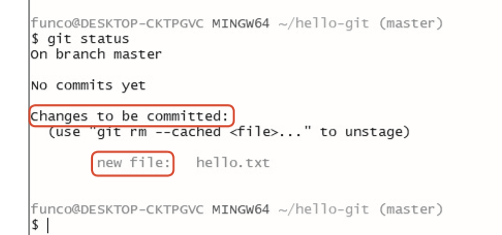 funco@DESKTOP-CKTPGVC MINGW64 ~/hello-git (master)
$ git status
On branch master
No commits yet
Changes to be committed:
(use "git rm --cached <file>..." to unstage)
new file: hello.txt
funco@DESKTOP-CKTPGVC MINGW64 ~/hello-git (master)
$